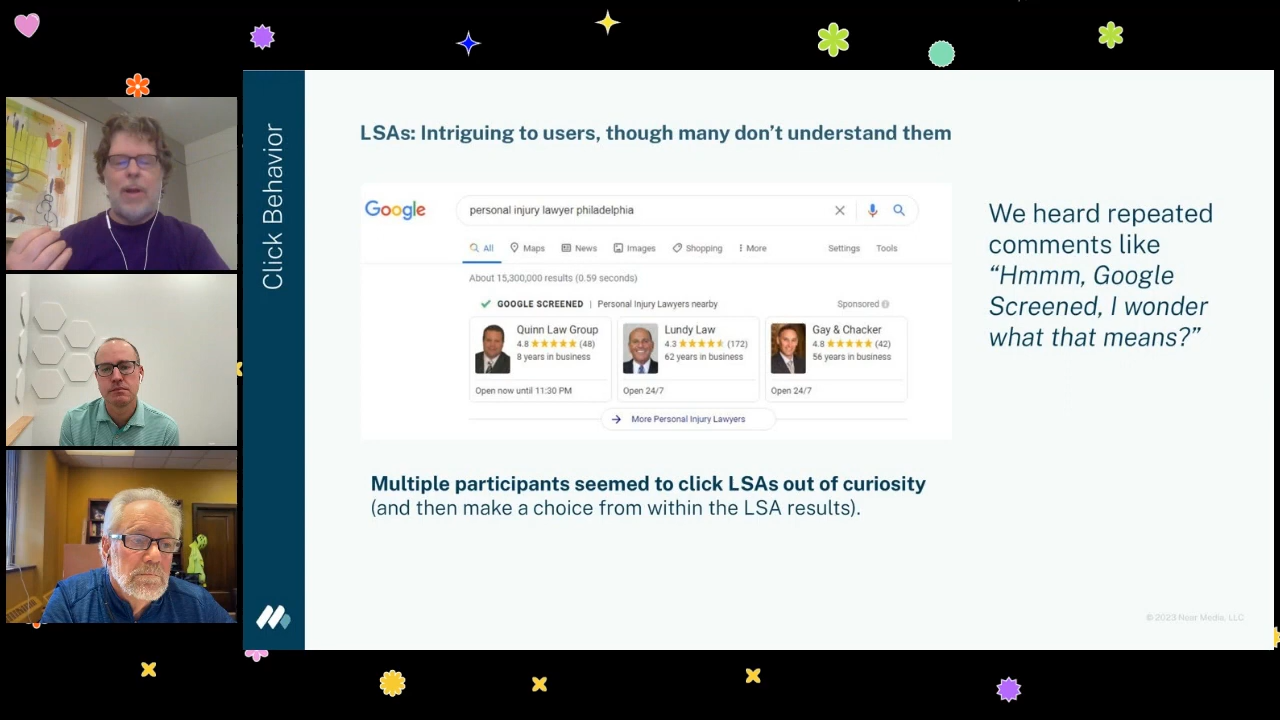 Click Behavior
LSAs: Intriguing to users, though many don’t understand them
Google
personal injury lawyer philadelphia
All
Maps
News
Images
Shopping
More
Settings
Tools
About 15,300,000 results (0.59 seconds)
GOOGLE SCREENED | Personal Injury Lawyers nearby
Sponsored
Quinn Law Group
4.8 (48)
8 years in business
Open now until 11:30 PM
Lundy Law
4.3 (172)
62 years in business
Open 24/7
Gay & Chacker
4.8 (42)
56 years in business
Open 24/7
More Personal Injury Lawyers
We heard repeated
comments like
“Hmmm, Google
Screened, I wonder
what that means?”
Multiple participants seemed to click LSAs out of curiosity
(and then make a choice from within the LSA results).
© 2023 Near Media, LLC